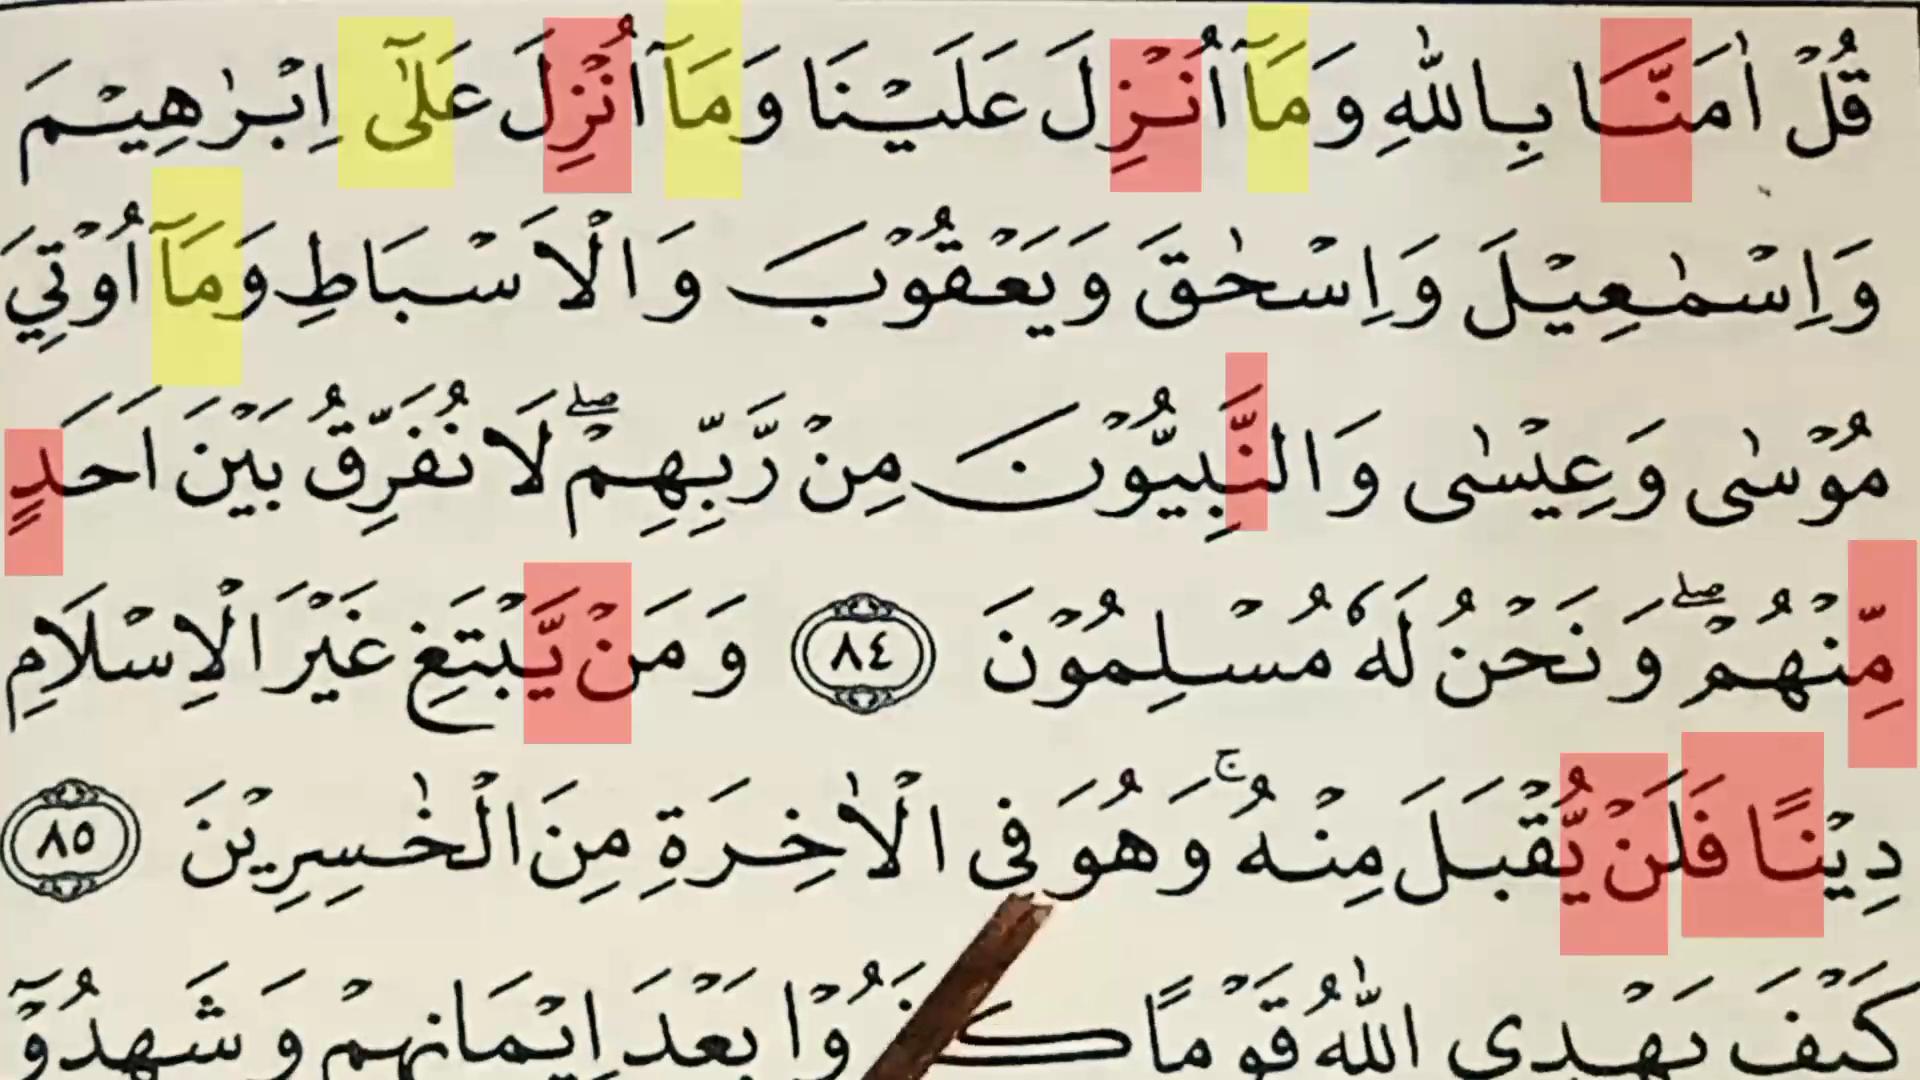 قُلْ اٰمَنَّا بِاللّٰهِ وَمَآ اُنْزِلَ عَلَيْنَا وَمَآ اُنْزِلَ عَلٰٓى اِبْرٰهِيْمَ
وَاِسْمٰعِيْلَ وَاِسْحٰقَ وَيَعْقُوْبَ وَالْاَسْبَاطِ وَمَآ اُوْتِيَ
مُوْسٰى وَعِيْسٰى وَالنَّبِيُّوْنَ مِنْ رَّبِّهِمْ ۖ لَا نُفَرِّقُ بَيْنَ اَحَدٍ
مِّنْهُمْ ۖ وَنَحْنُ لَهٗ مُسْلِمُوْنَ ٨٤ وَمَنْ يَّبْتَغِ غَيْرَ الْاِسْلَامِ
دِيْنًا فَلَنْ يُّقْبَلَ مِنْهُ ۚ وَهُوَ فِى الْاٰخِرَةِ مِنَ الْخٰسِرِيْنَ ٨٥
كَيْفَ يَهْدِى اللّٰهُ قَوْمًا كَفَرُوْا بَعْدَ اِيْمَانِهِمْ وَشَهِدُوْٓ